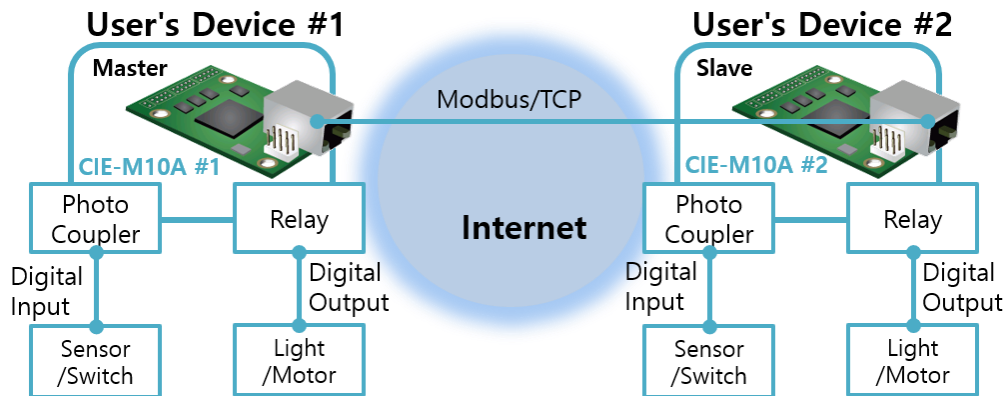 User's Device #1
Master
CIE-M10A #1
Photo
Coupler
Relay
Digital
Input
Digital
Output
Sensor
/Switch
Light
/Motor
Modbus/TCP
Internet
User's Device #2
Slave
CIE-M10A #2
Photo
Coupler
Relay
Digital
Input
Digital
Output
Sensor
/Switch
Light
/Motor